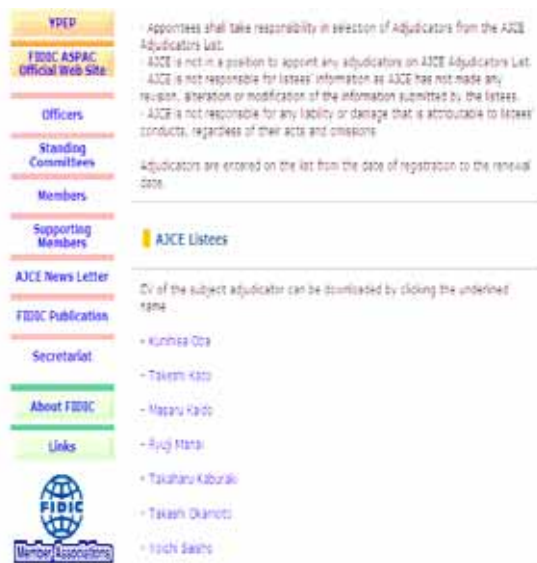 YPEP
FIDIC ASPAC
Official Web Site
Officers
Standing
Committees
Members
Supporting
Members
AJCE News Letter
FIDIC Publication
Secretariat
About FIDIC
Links
FIDIC
Member Associations
- Appointees shall take responsibility in selection of Adjudicators from the AJCE
Adjudicators List.
- AJCE is not in a position to appoint any adjudicators on AJCE Adjudicators List.
- AJCE is not responsible for listees' information as AJCE has not made any
revision, alteration or modification of the information submitted by the listees.
- AJCE is not responsible for any liability or damage that is attributable to listees'
conducts, regardless of their acts and omissions
Adjudicators are entered on the list from the date of registration to the renewal
date.
AJCE Listees
CV of the subject adjudicator can be downloaded by clicking the underlined
name
- Kunihisa Oba
- Takeshi Kato
- Masaru Kaido
- Ryuji
- Takaharu Kaburaki
- Takashi Okamoto